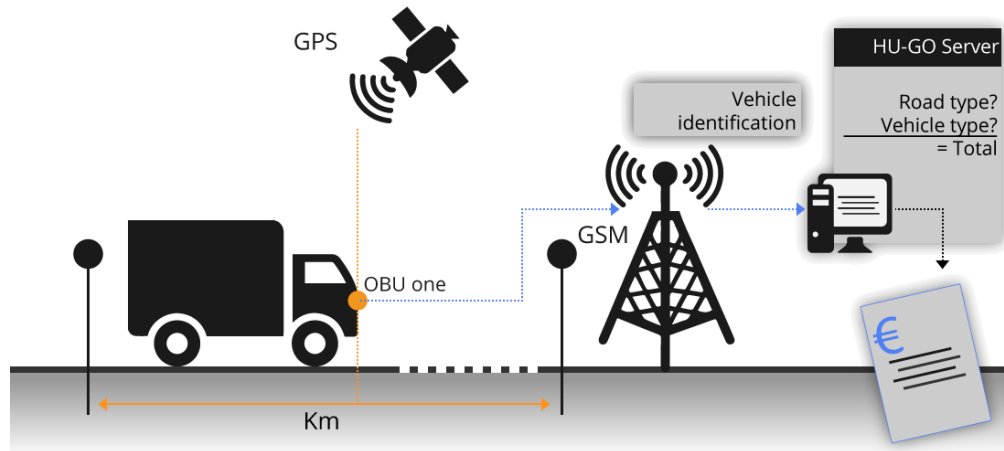 GPS
HU-GO Server
Vehicle
identification
Road type?
Vehicle type?
= Total
GSM
OBU one
€
Km